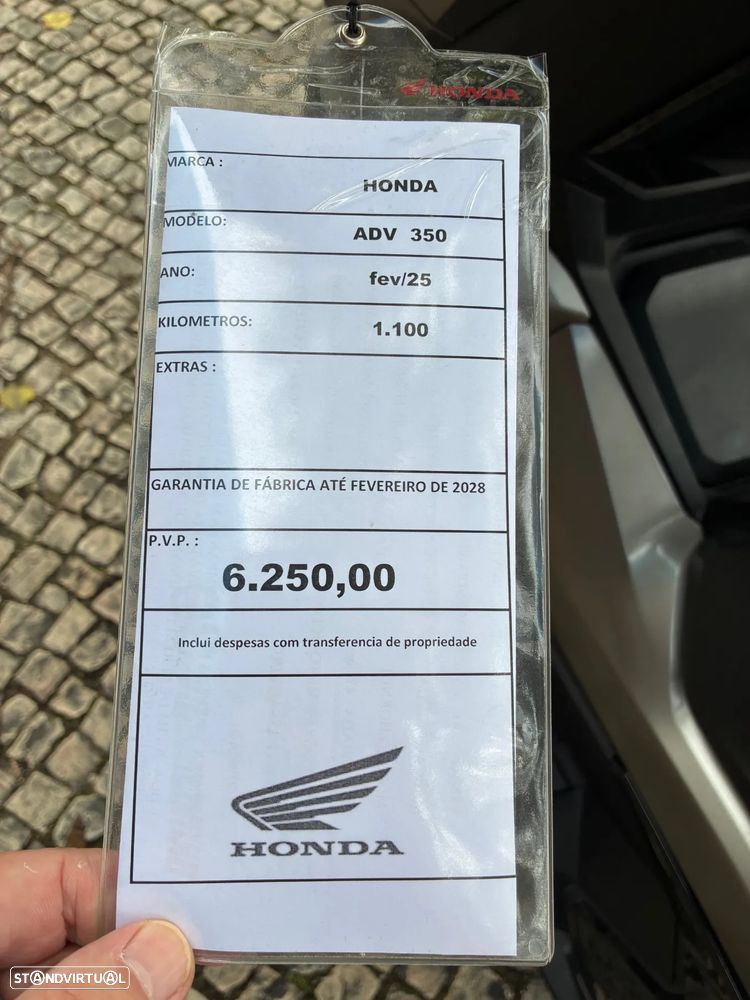 HONDA
MARCA :
HONDA
MODELO:
ADV 350
ANO:
fev/25
KILOMETROS:
1.100
EXTRAS :
GARANTIA DE FÁBRICA ATÉ FEVEREIRO DE 2028
P.V.P. :
6.250,00
Inclui despesas com transferencia de propriedade
HONDA
STANDVIRTUAL